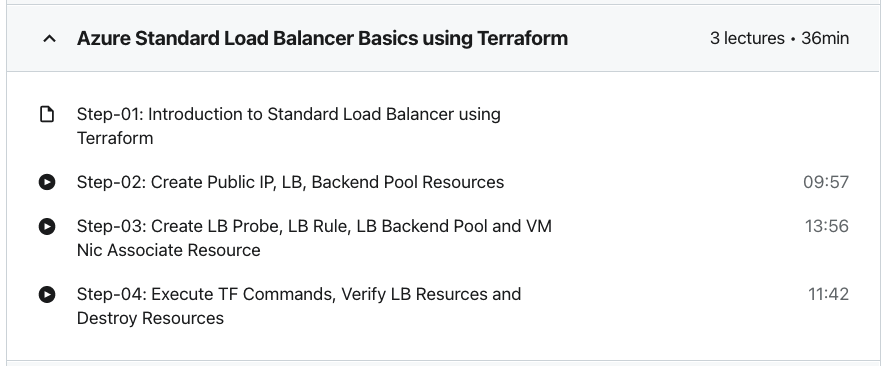 Azure Standard Load Balancer Basics using Terraform 3 lectures • 36min
Step-01: Introduction to Standard Load Balancer using
Terraform
Step-02: Create Public IP, LB, Backend Pool Resources 09:57
Step-03: Create LB Probe, LB Rule, LB Backend Pool and VM 13:56
Nic Associate Resource
Step-04: Execute TF Commands, Verify LB Resurces and 11:42
Destroy Resources